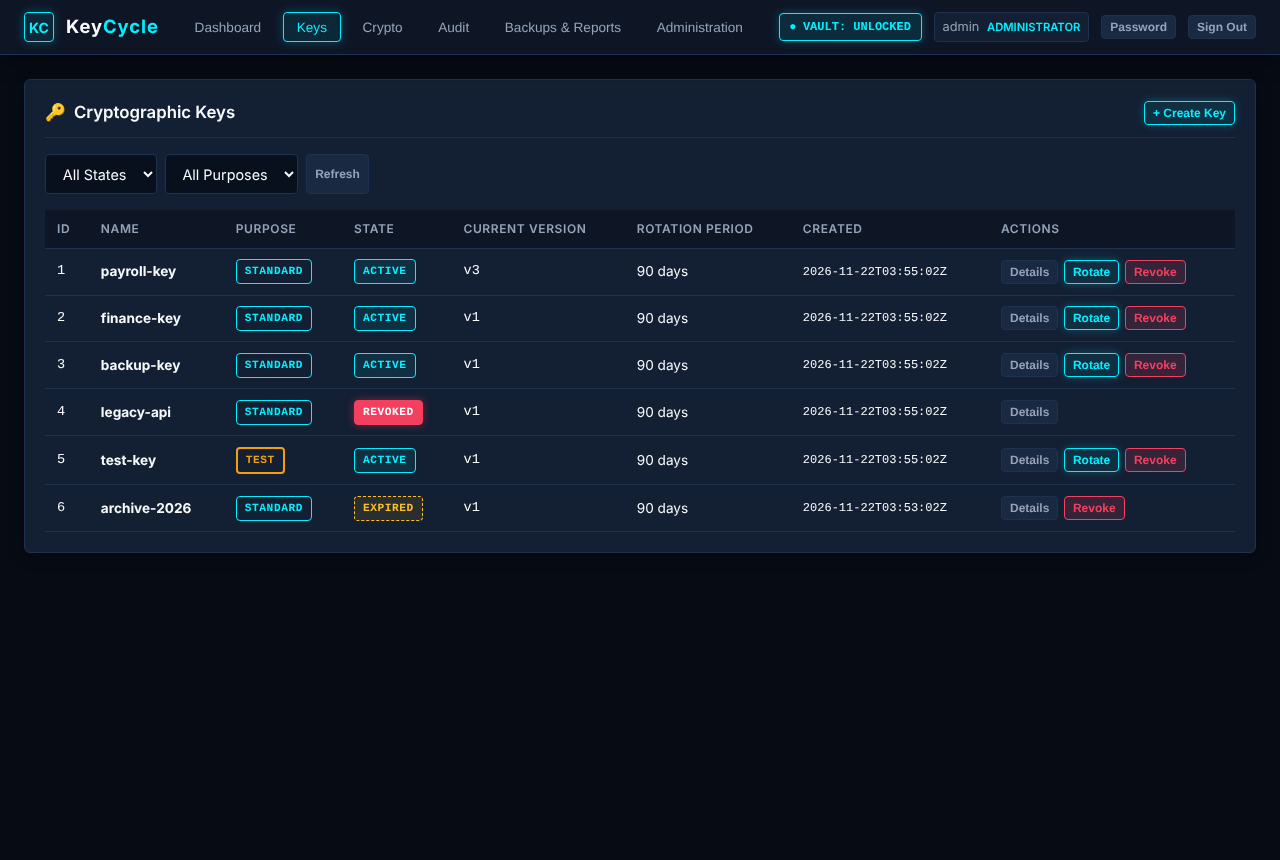 KC KeyCycle Dashboard Keys Crypto Audit Backups & Reports Administration ● VAULT: UNLOCKED admin ADMINISTRATOR Password Sign Out
🔑 Cryptographic Keys + Create Key
All States All Purposes Refresh
ID NAME PURPOSE STATE CURRENT VERSION ROTATION PERIOD CREATED ACTIONS
1 payroll-key STANDARD ACTIVE v3 90 days 2026-11-22T03:55:02Z Details Rotate Revoke
2 finance-key STANDARD ACTIVE v1 90 days 2026-11-22T03:55:02Z Details Rotate Revoke
3 backup-key STANDARD ACTIVE v1 90 days 2026-11-22T03:55:02Z Details Rotate Revoke
4 legacy-api STANDARD REVOKED v1 90 days 2026-11-22T03:55:02Z Details
5 test-key TEST ACTIVE v1 90 days 2026-11-22T03:55:02Z Details Rotate Revoke
6 archive-2026 STANDARD EXPIRED v1 90 days 2026-11-22T03:53:02Z Details Revoke